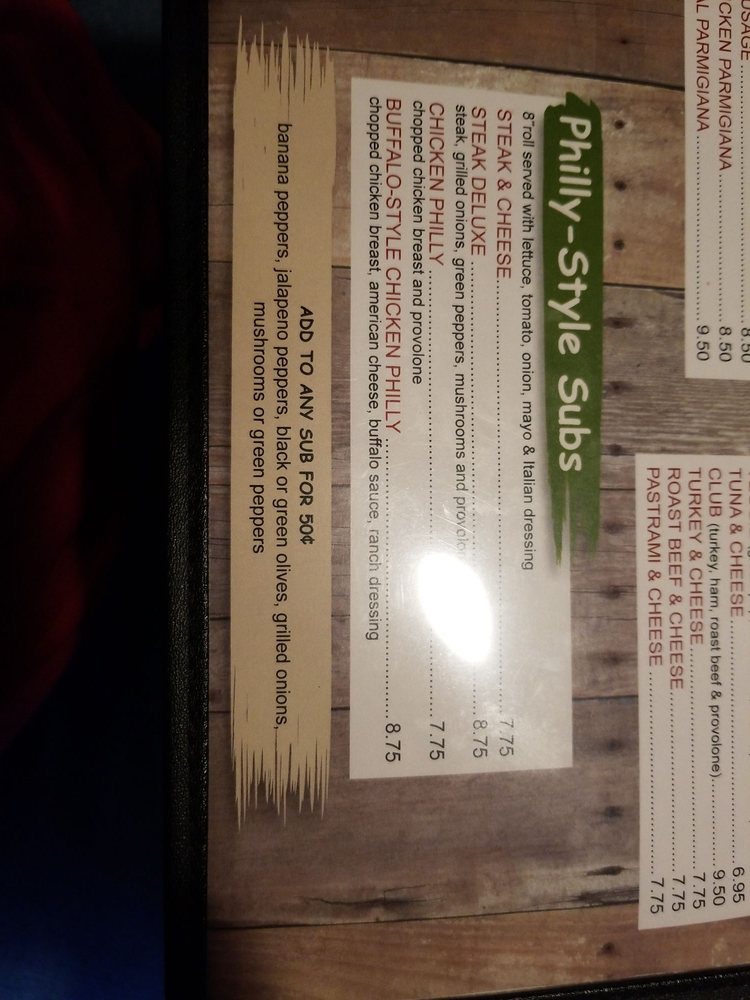 USAGE .......... 8.50
CKEN PARMIGIANA .......... 8.50
AL PARMIGIANA .......... 9.50
TUNA & CHEESE .......... 6.95
CLUB (turkey, ham, roast beef & provolone) .......... 9.50
TURKEY & CHEESE .......... 7.75
ROAST BEEF & CHEESE .......... 7.75
PASTRAMI & CHEESE .......... 7.75
Philly-Style Subs
8" roll served with lettuce, tomato, onion, mayo & Italian dressing
STEAK & CHEESE .......... 7.75
STEAK DELUXE .......... 8.75
steak, grilled onions, green peppers, mushrooms and provolo
CHICKEN PHILLY .......... 7.75
chopped chicken breast and provolone
BUFFALO-STYLE CHICKEN PHILLY .......... 8.75
chopped chicken breast, american cheese, buffalo sauce, ranch dressing
ADD TO ANY SUB FOR 50¢
banana peppers, jalapeno peppers, black or green olives, grilled onions,
mushrooms or green peppers